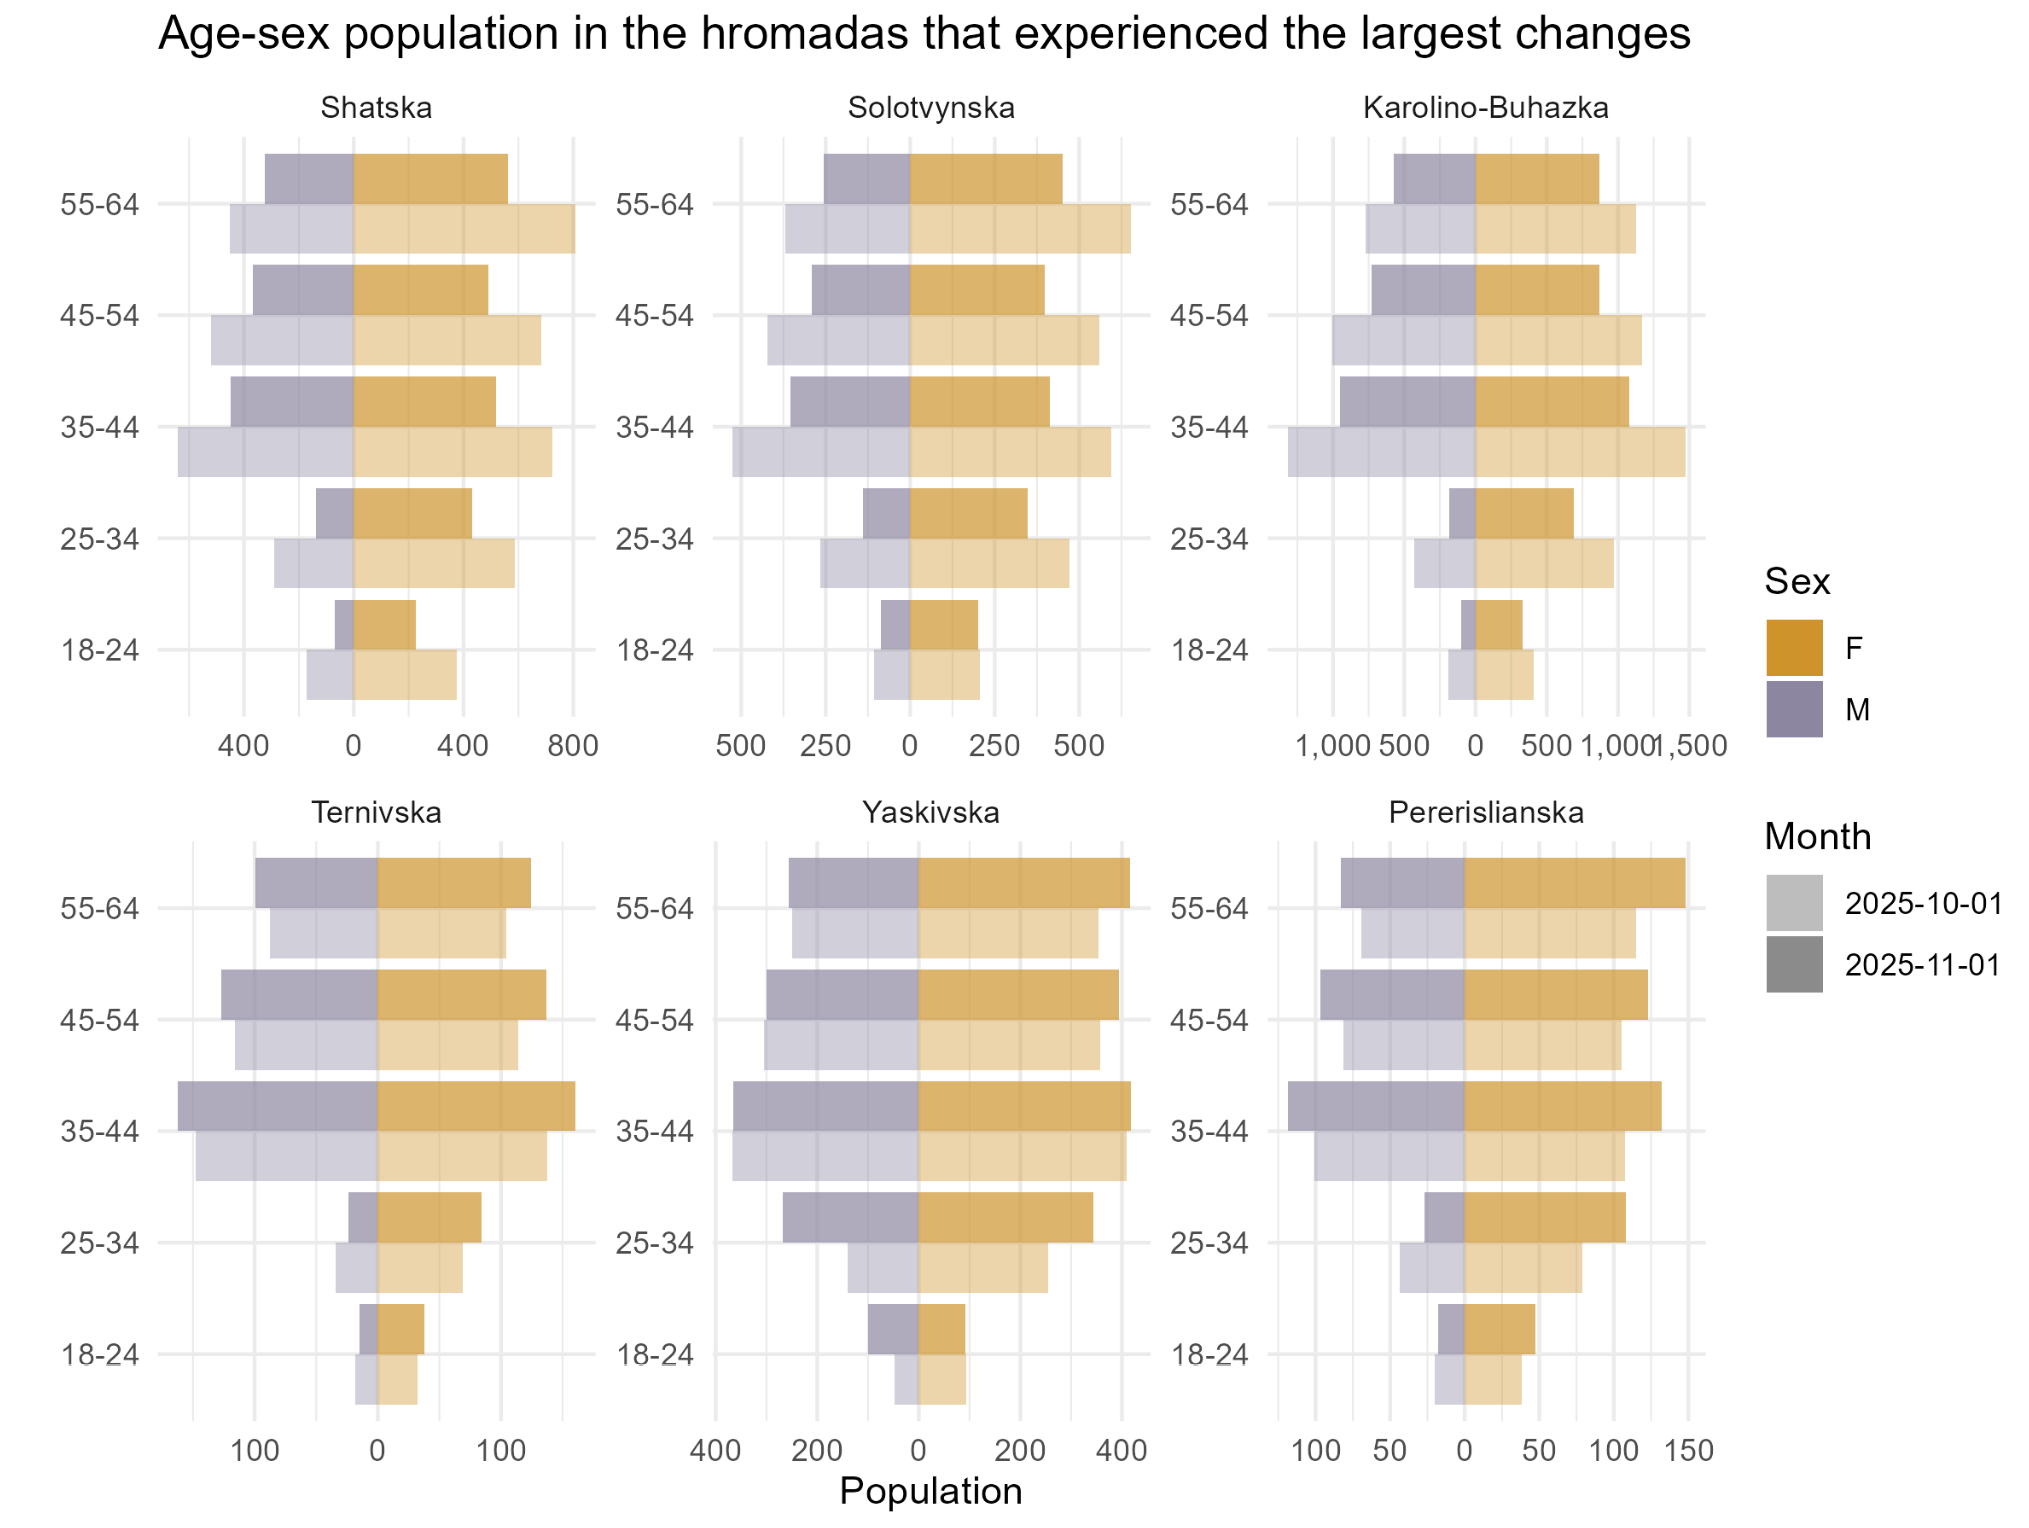 Age-sex population in the hromadas that experienced the largest changes
Shatska
Solotvynska
Karolino-Buhazka
55-64
45-54
35-44
25-34
18-24
55-64
45-54
35-44
25-34
18-24
55-64
45-54
35-44
25-34
18-24
400 0 400 800
500 250 0 250 500
1,000 500 0 500 1,000 1,500
Ternivska
Yaskivska
Pererislianska
55-64
45-54
35-44
25-34
18-24
55-64
45-54
35-44
25-34
18-24
55-64
45-54
35-44
25-34
18-24
100 0 100
400 200 0 200 400
100 50 0 50 100 150
Population
Sex
F
M
Month
2025-10-01
2025-11-01